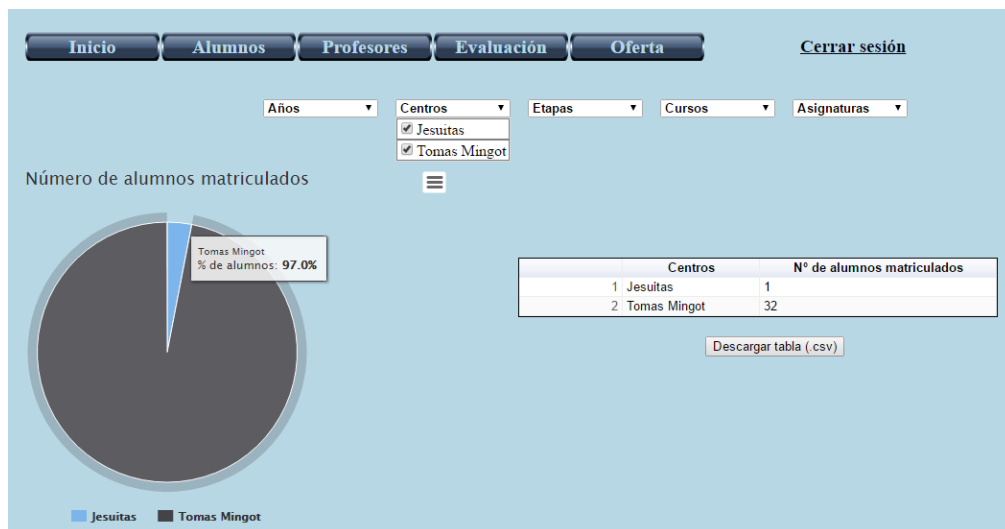 Inicio Alumnos Profesores Evaluación Oferta Cerrar sesión
Años Centros Etapas Cursos Asignaturas
Jesuitas
Tomas Mingot
Número de alumnos matriculados
Tomas Mingot
% de alumnos: 97.0%
Centros Nº de alumnos matriculados
1 Jesuitas 1
2 Tomas Mingot 32
Descargar tabla (.csv)
Jesuitas Tomas Mingot